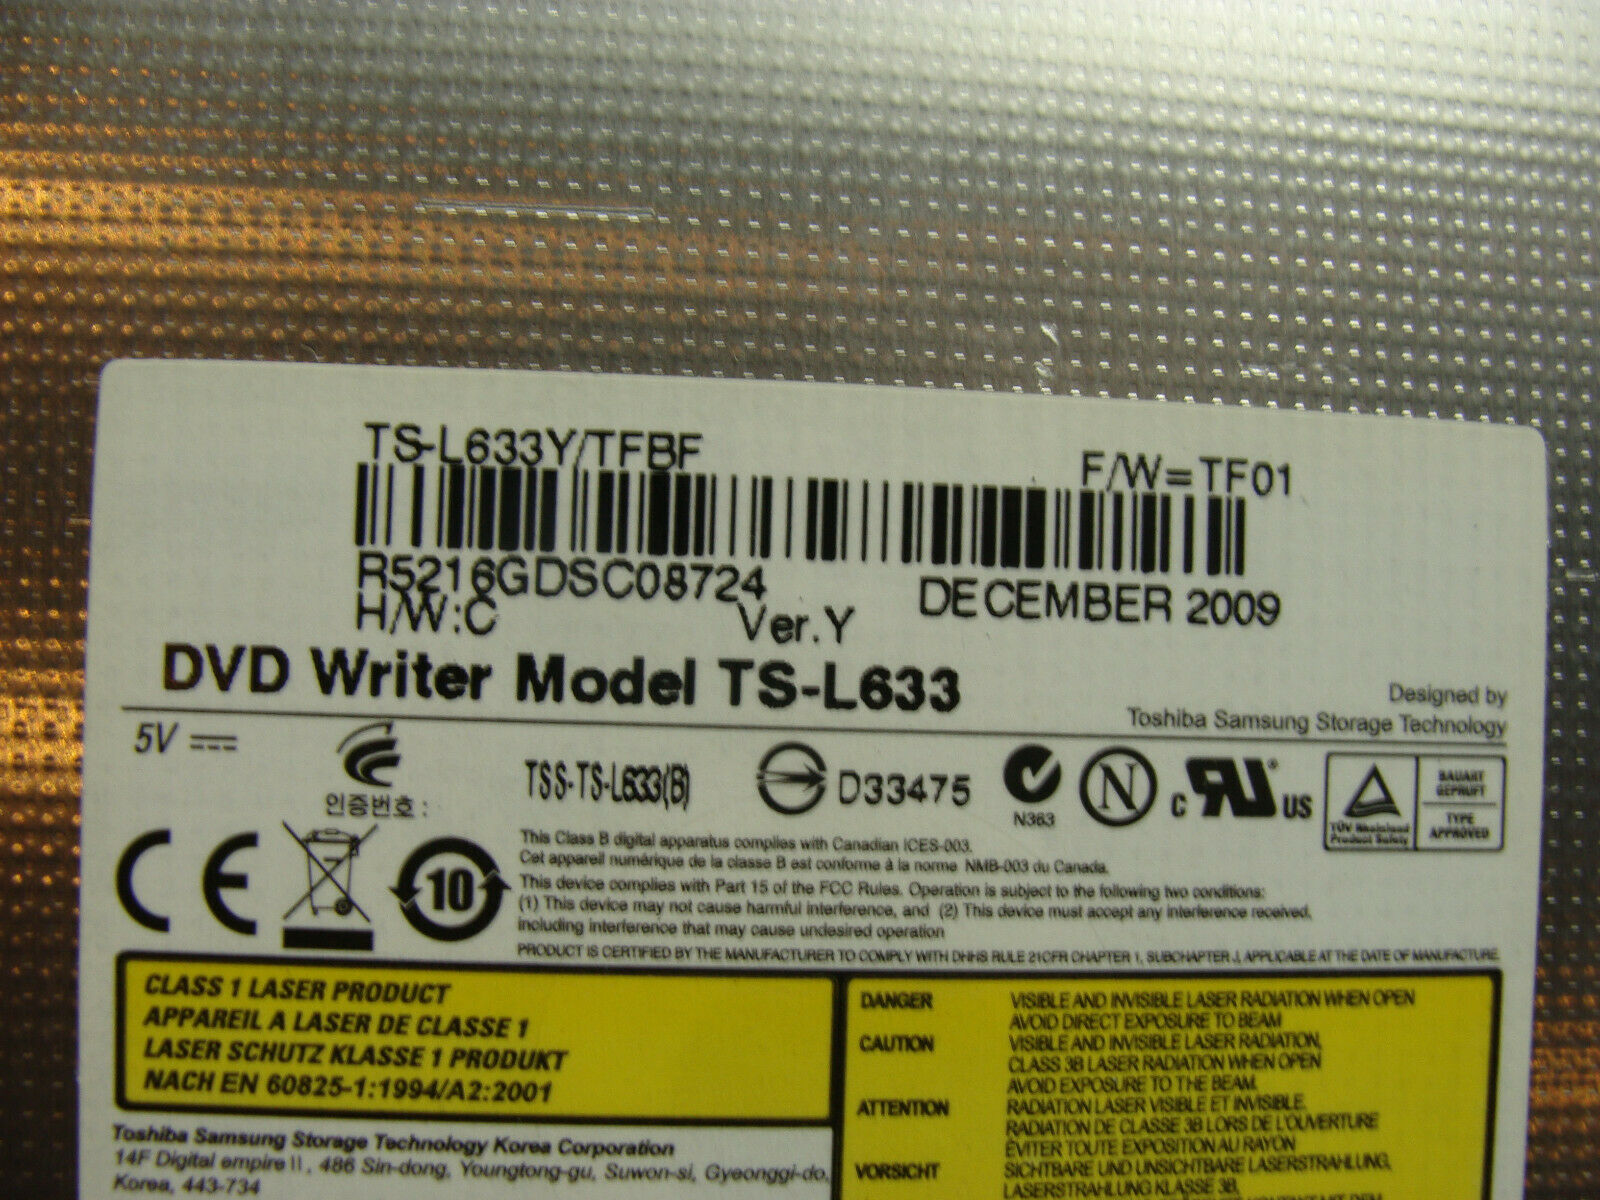 TS-L633Y/TFBF
F/W=TF01
R5216GDSC08724
DECEMBER 2009
H/W:C
Ver.Y
DVD Writer Model TS-L633
Designed by
Toshiba Samsung Storage Technology
5V
인증번호 :
TSS-TS-L633(B)
D33475
N363
N
c RU US
TÜV Rheinland
Product Safety
BAUART
GEPRÜFT
TYPE
APPROVED
CE
10
This Class B digital apparatus complies with Canadian ICES-003.
Cet appareil numérique de la classe B est conforme à la norme NMB-003 du Canada.
This device complies with Part 15 of the FCC Rules. Operation is subject to the following two conditions:
(1) This device may not cause harmful interference, and (2) This device must accept any interference received,
including interference that may cause undesired operation
PRODUCT IS CERTIFIED BY THE MANUFACTURER TO COMPLY WITH DHHS RULE 21CFR CHAPTER 1, SUBCHAPTER J, APPLICABLE AT THE DATE OF MANUFACTURE.
CLASS 1 LASER PRODUCT
APPAREIL A LASER DE CLASSE 1
LASER SCHUTZ KLASSE 1 PRODUKT
NACH EN 60825-1:1994/A2:2001
DANGER
VISIBLE AND INVISIBLE LASER RADIATION WHEN OPEN
AVOID DIRECT EXPOSURE TO BEAM
CAUTION
VISIBLE AND INVISIBLE LASER RADIATION,
CLASS 3B LASER RADIATION WHEN OPEN
AVOID EXPOSURE TO THE BEAM.
ATTENTION
RADIATION LASER VISIBLE ET INVISIBLE.
RADIATION DE CLASSE 3B LORS DE L'OUVERTURE
ÉVITER TOUTE EXPOSITION AU RAYON
VORSICHT
SICHTBARE UND UNSICHTBARE LASERSTRAHLUNG,
LASERSTRAHLUNG KLASSE 3B,
Toshiba Samsung Storage Technology Korea Corporation
14F Digital empire II, 486 Sin-dong, Youngtong-gu, Suwon-si, Gyeonggi-do,
Korea, 443-734